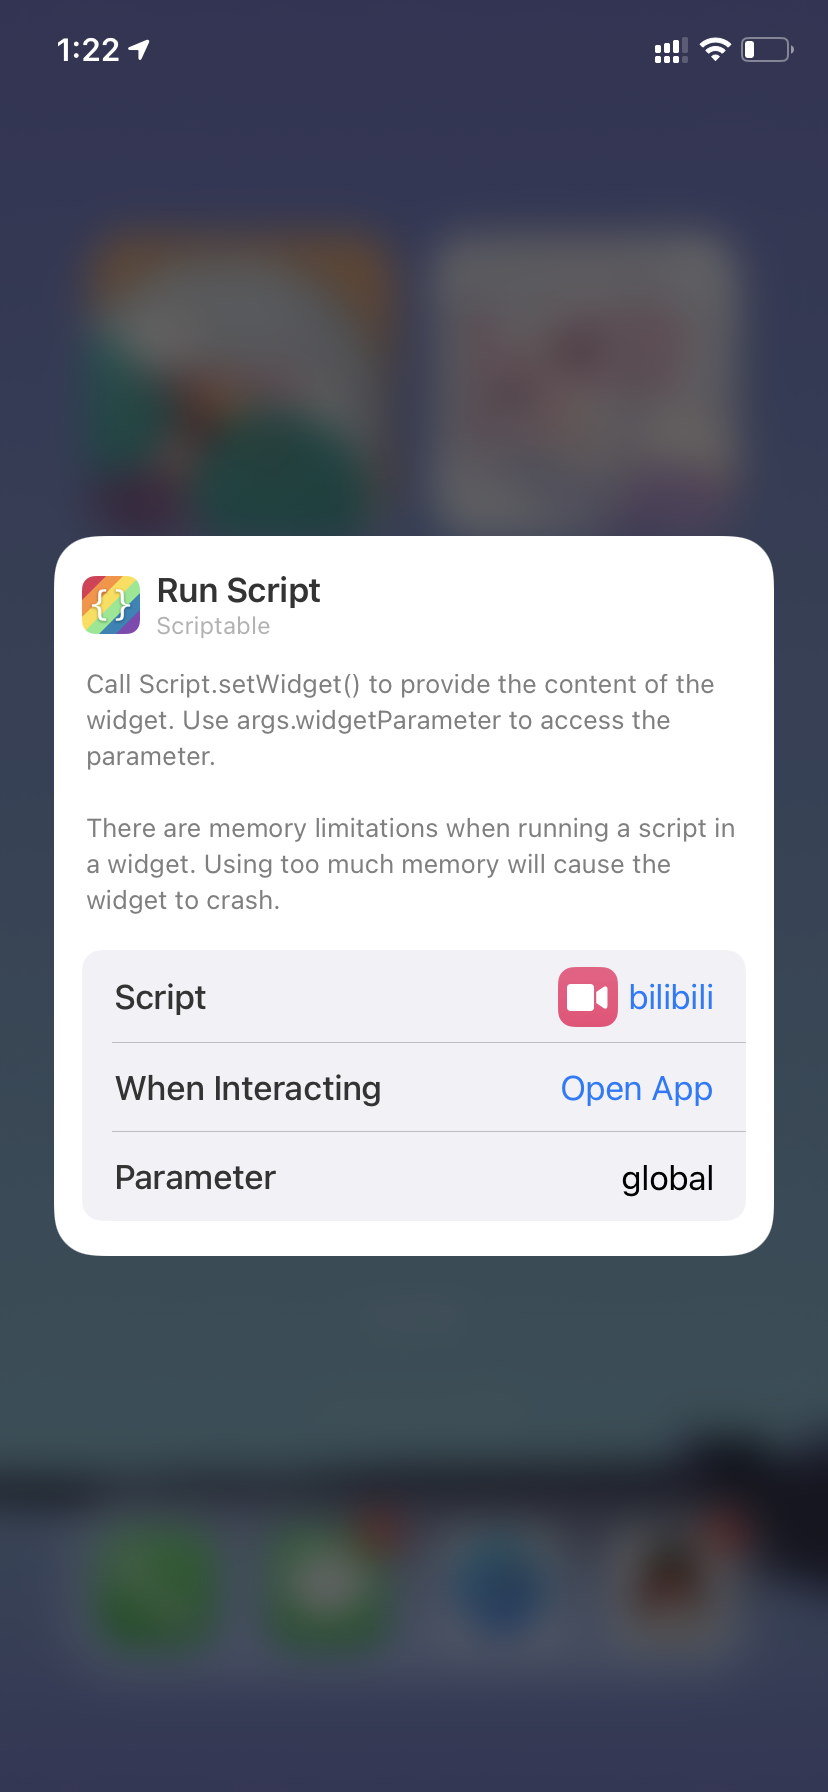 1:22
{}
Run Script
Scriptable
Call Script.setWidget() to provide the content of the
widget. Use args.widgetParameter to access the
parameter.
There are memory limitations when running a script in
a widget. Using too much memory will cause the
widget to crash.
Script bilibili
When Interacting Open App
Parameter global